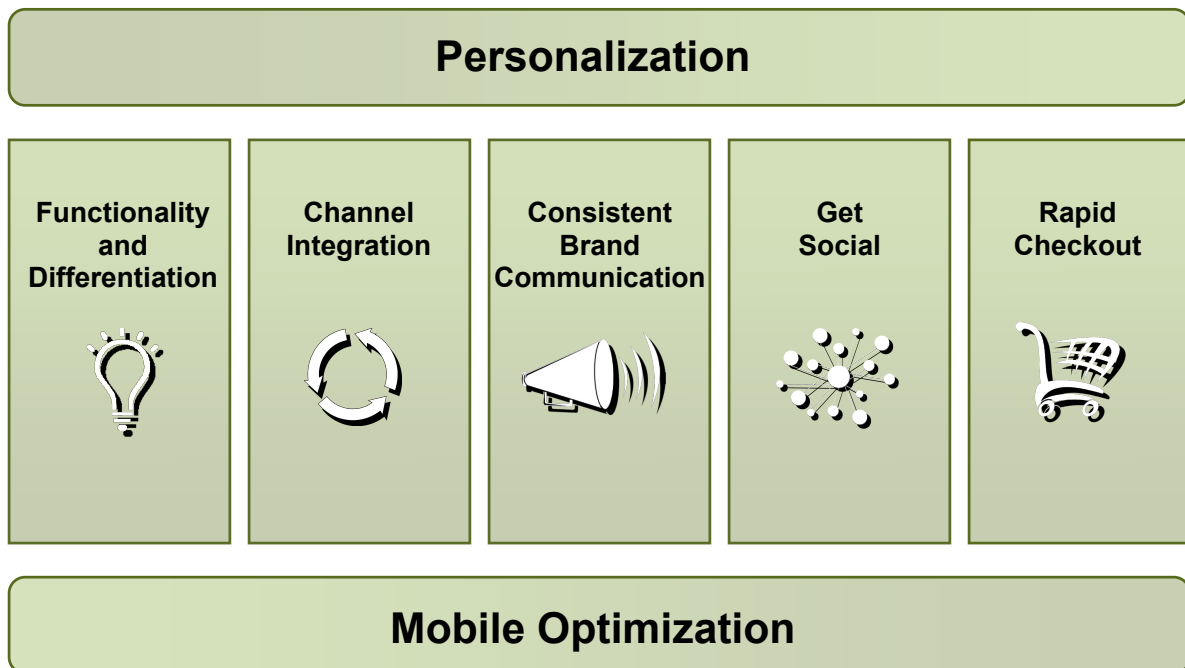 Personalization
Functionality
and
Differentiation
Channel
Integration
Consistent
Brand
Communication
Get
Social
Rapid
Checkout
Mobile Optimization